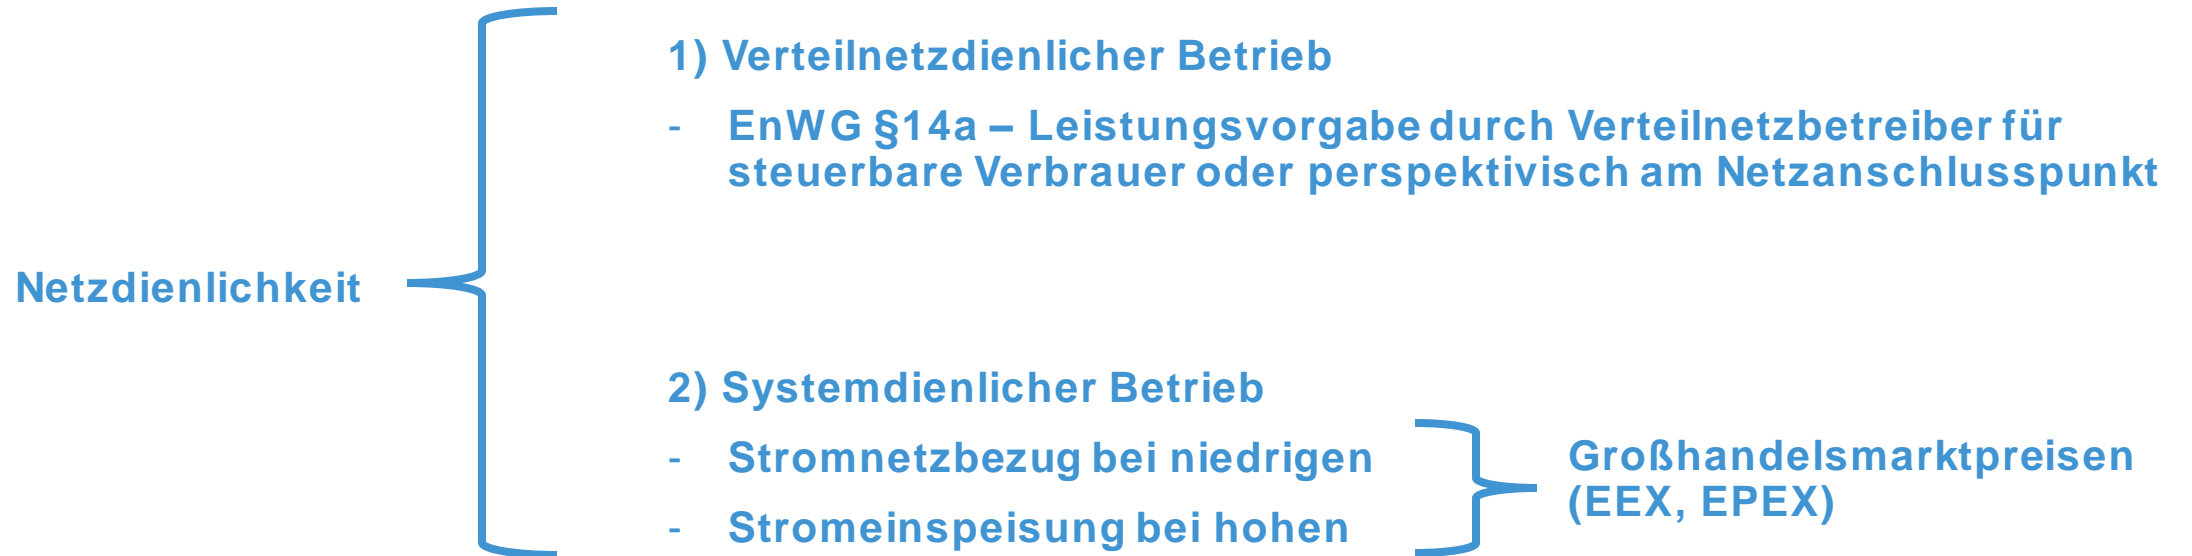 1) Verteilnetzdienlicher Betrieb
- EnWG §14a – Leistungsvorgabe durch Verteilnetzbetreiber für
steuerbare Verbrauer oder perspektivisch am Netzanschlusspunkt
Netzdienlichkeit
2) Systemdienlicher Betrieb
- Stromnetzbezug bei niedrigen
- Stromeinspeisung bei hohen
Großhandelsmarktpreisen
(EEX, EPEX)